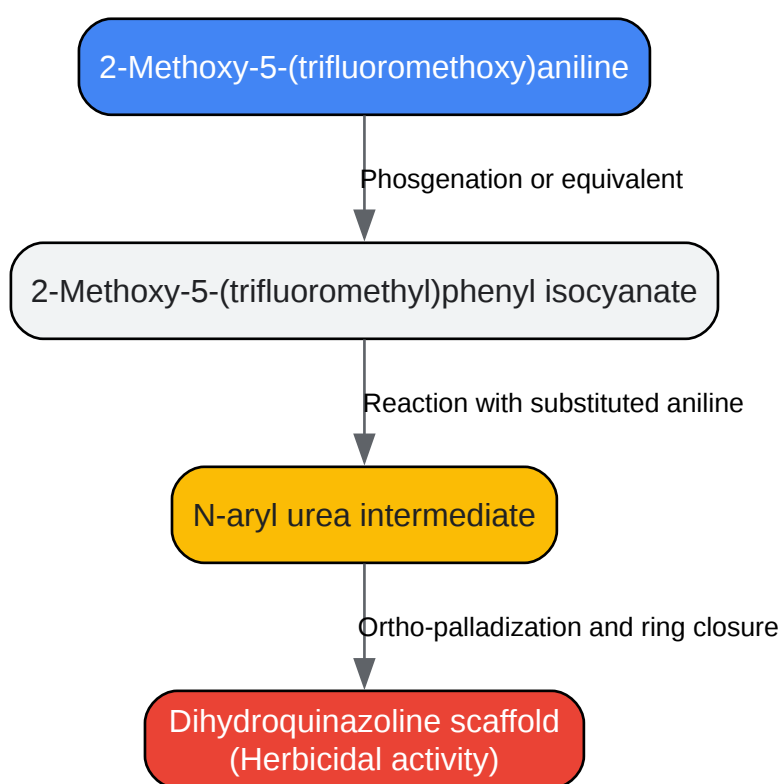 2-Methoxy-5-(trifluoromethoxy)aniline
Phosgenation or equivalent
2-Methoxy-5-(trifluoromethyl)phenyl isocyanate
Reaction with substituted aniline
N-aryl urea intermediate
Ortho-palladization and ring closure
Dihydroquinazoline scaffold
(Herbicidal activity)